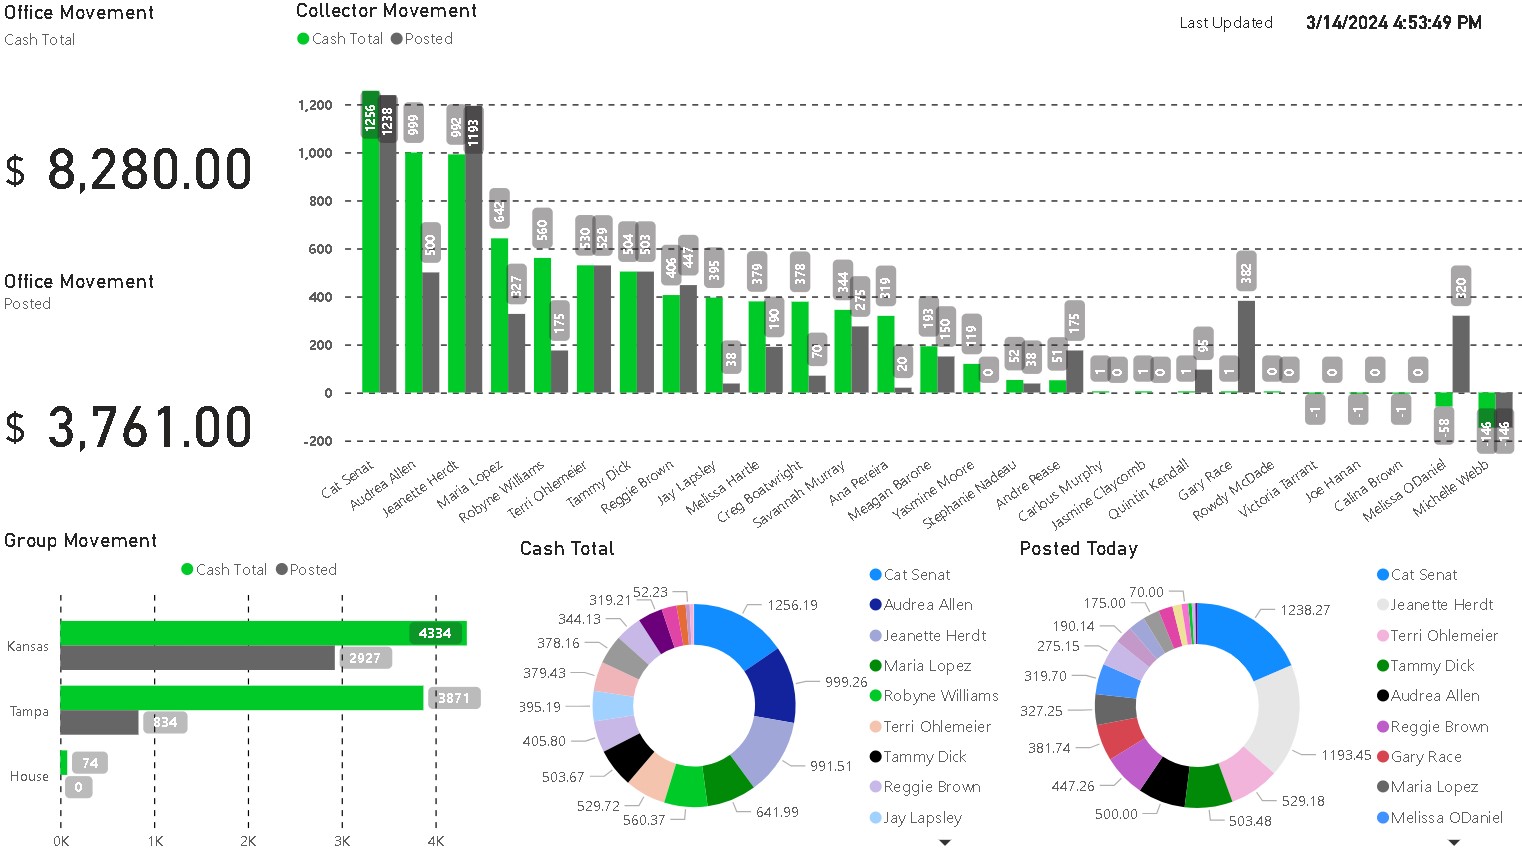 Office Movement
Cash Total
$ 8,280.00
Office Movement
Posted
$ 3,761.00
Collector Movement
Cash Total Posted
Last Updated 3/14/2024 4:53:49 PM
1,200
1,000
800
600
400
200
0
-200
1256 1238
999 500
992 1193
642 327
560 175
530 529
504 503
406 447
395 38
379 190
378 70
344 275
319 20
193 150
119 0
52 38
51 175
1 0
1 0
1 95
1 382
0 0
-1 0
-1 0
-1 0
-58 320
-146 -146
Cat Senat
Audrea Allen
Jeanette Herdt
Maria Lopez
Robyne Williams
Terri Ohlemeier
Tammy Dick
Reggie Brown
Jay Lapsley
Melissa Hartle
Creg Boatwright
Savannah Murray
Ana Pereira
Meagan Barone
Yasmine Moore
Stephanie Nadeau
Andre Pease
Carlous Murphy
Jasmine Claycomb
Quintin Kendall
Gary Race
Rowdy McDade
Victoria Tarrant
Joe Hanan
Calina Brown
Melissa ODaniel
Michelle Webb
Group Movement
Cash Total Posted
Kansas 4334
2927
Tampa 3871
834
House 74
0
0K 1K 2K 3K 4K
Cash Total
1256.19
999.26
991.51
641.99
560.37
529.72
503.67
405.80
395.19
379.43
378.16
344.13
319.21
52.23
Cat Senat
Audrea Allen
Jeanette Herdt
Maria Lopez
Robyne Williams
Terri Ohlemeier
Tammy Dick
Reggie Brown
Jay Lapsley
Posted Today
1238.27
1193.45
529.18
503.48
500.00
447.26
381.74
327.25
319.70
275.15
190.14
175.00
70.00
Cat Senat
Jeanette Herdt
Terri Ohlemeier
Tammy Dick
Audrea Allen
Reggie Brown
Gary Race
Maria Lopez
Melissa ODaniel